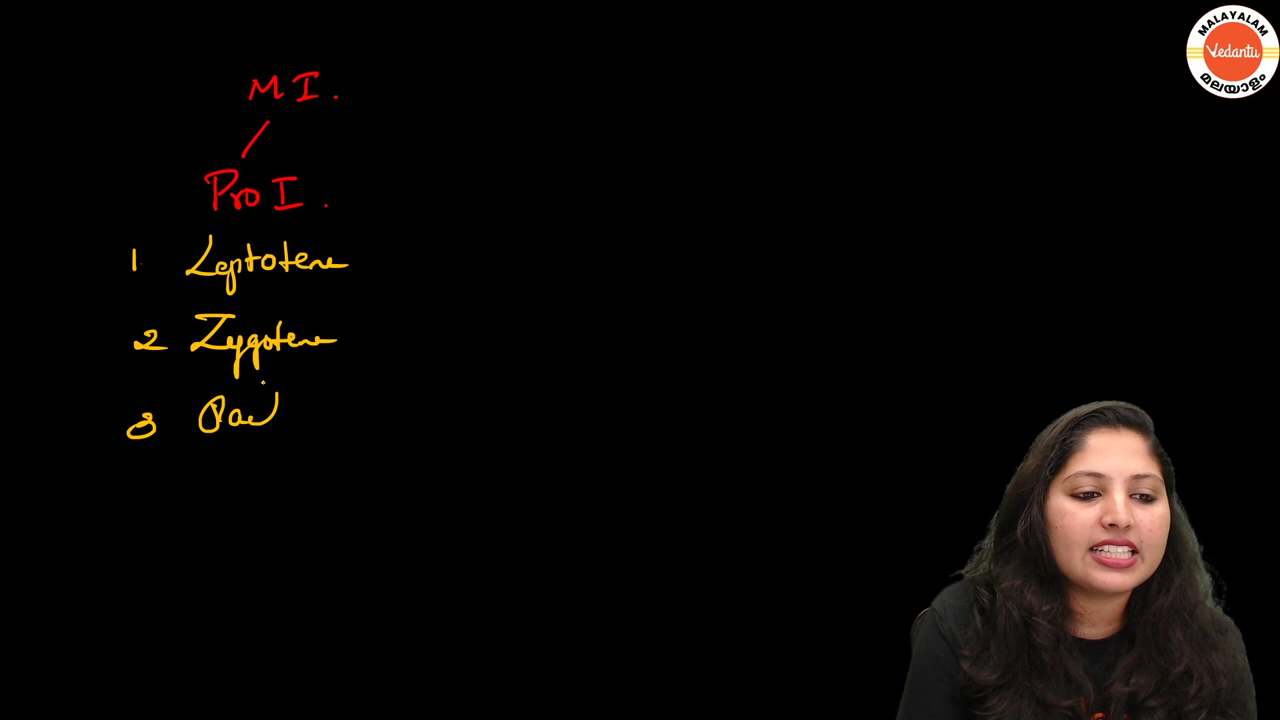 MALAYALAM
Vedantu
മലയാളം
M I.
Pro I.
1 Leptotene
2 Zygotene
3 Pac